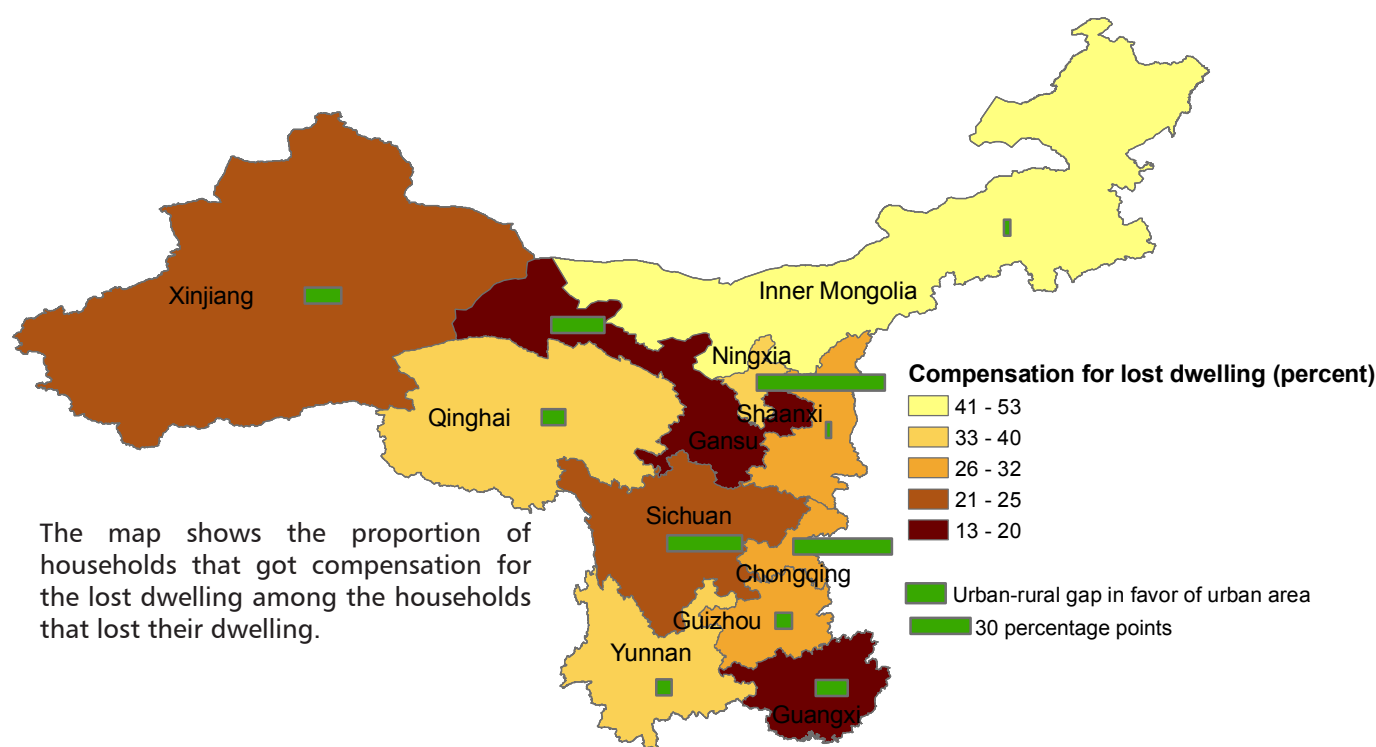 Xinjiang
Inner Mongolia
Ningxia
Qinghai
Shaanxi
Gansu
Sichuan
Chongqing
Guizhou
Yunnan
Guangxi
The map shows the proportion of
households that got compensation for
the lost dwelling among the households
that lost their dwelling.
Compensation for lost dwelling (percent)
41 - 53
33 - 40
26 - 32
21 - 25
13 - 20
Urban-rural gap in favor of urban area
30 percentage points